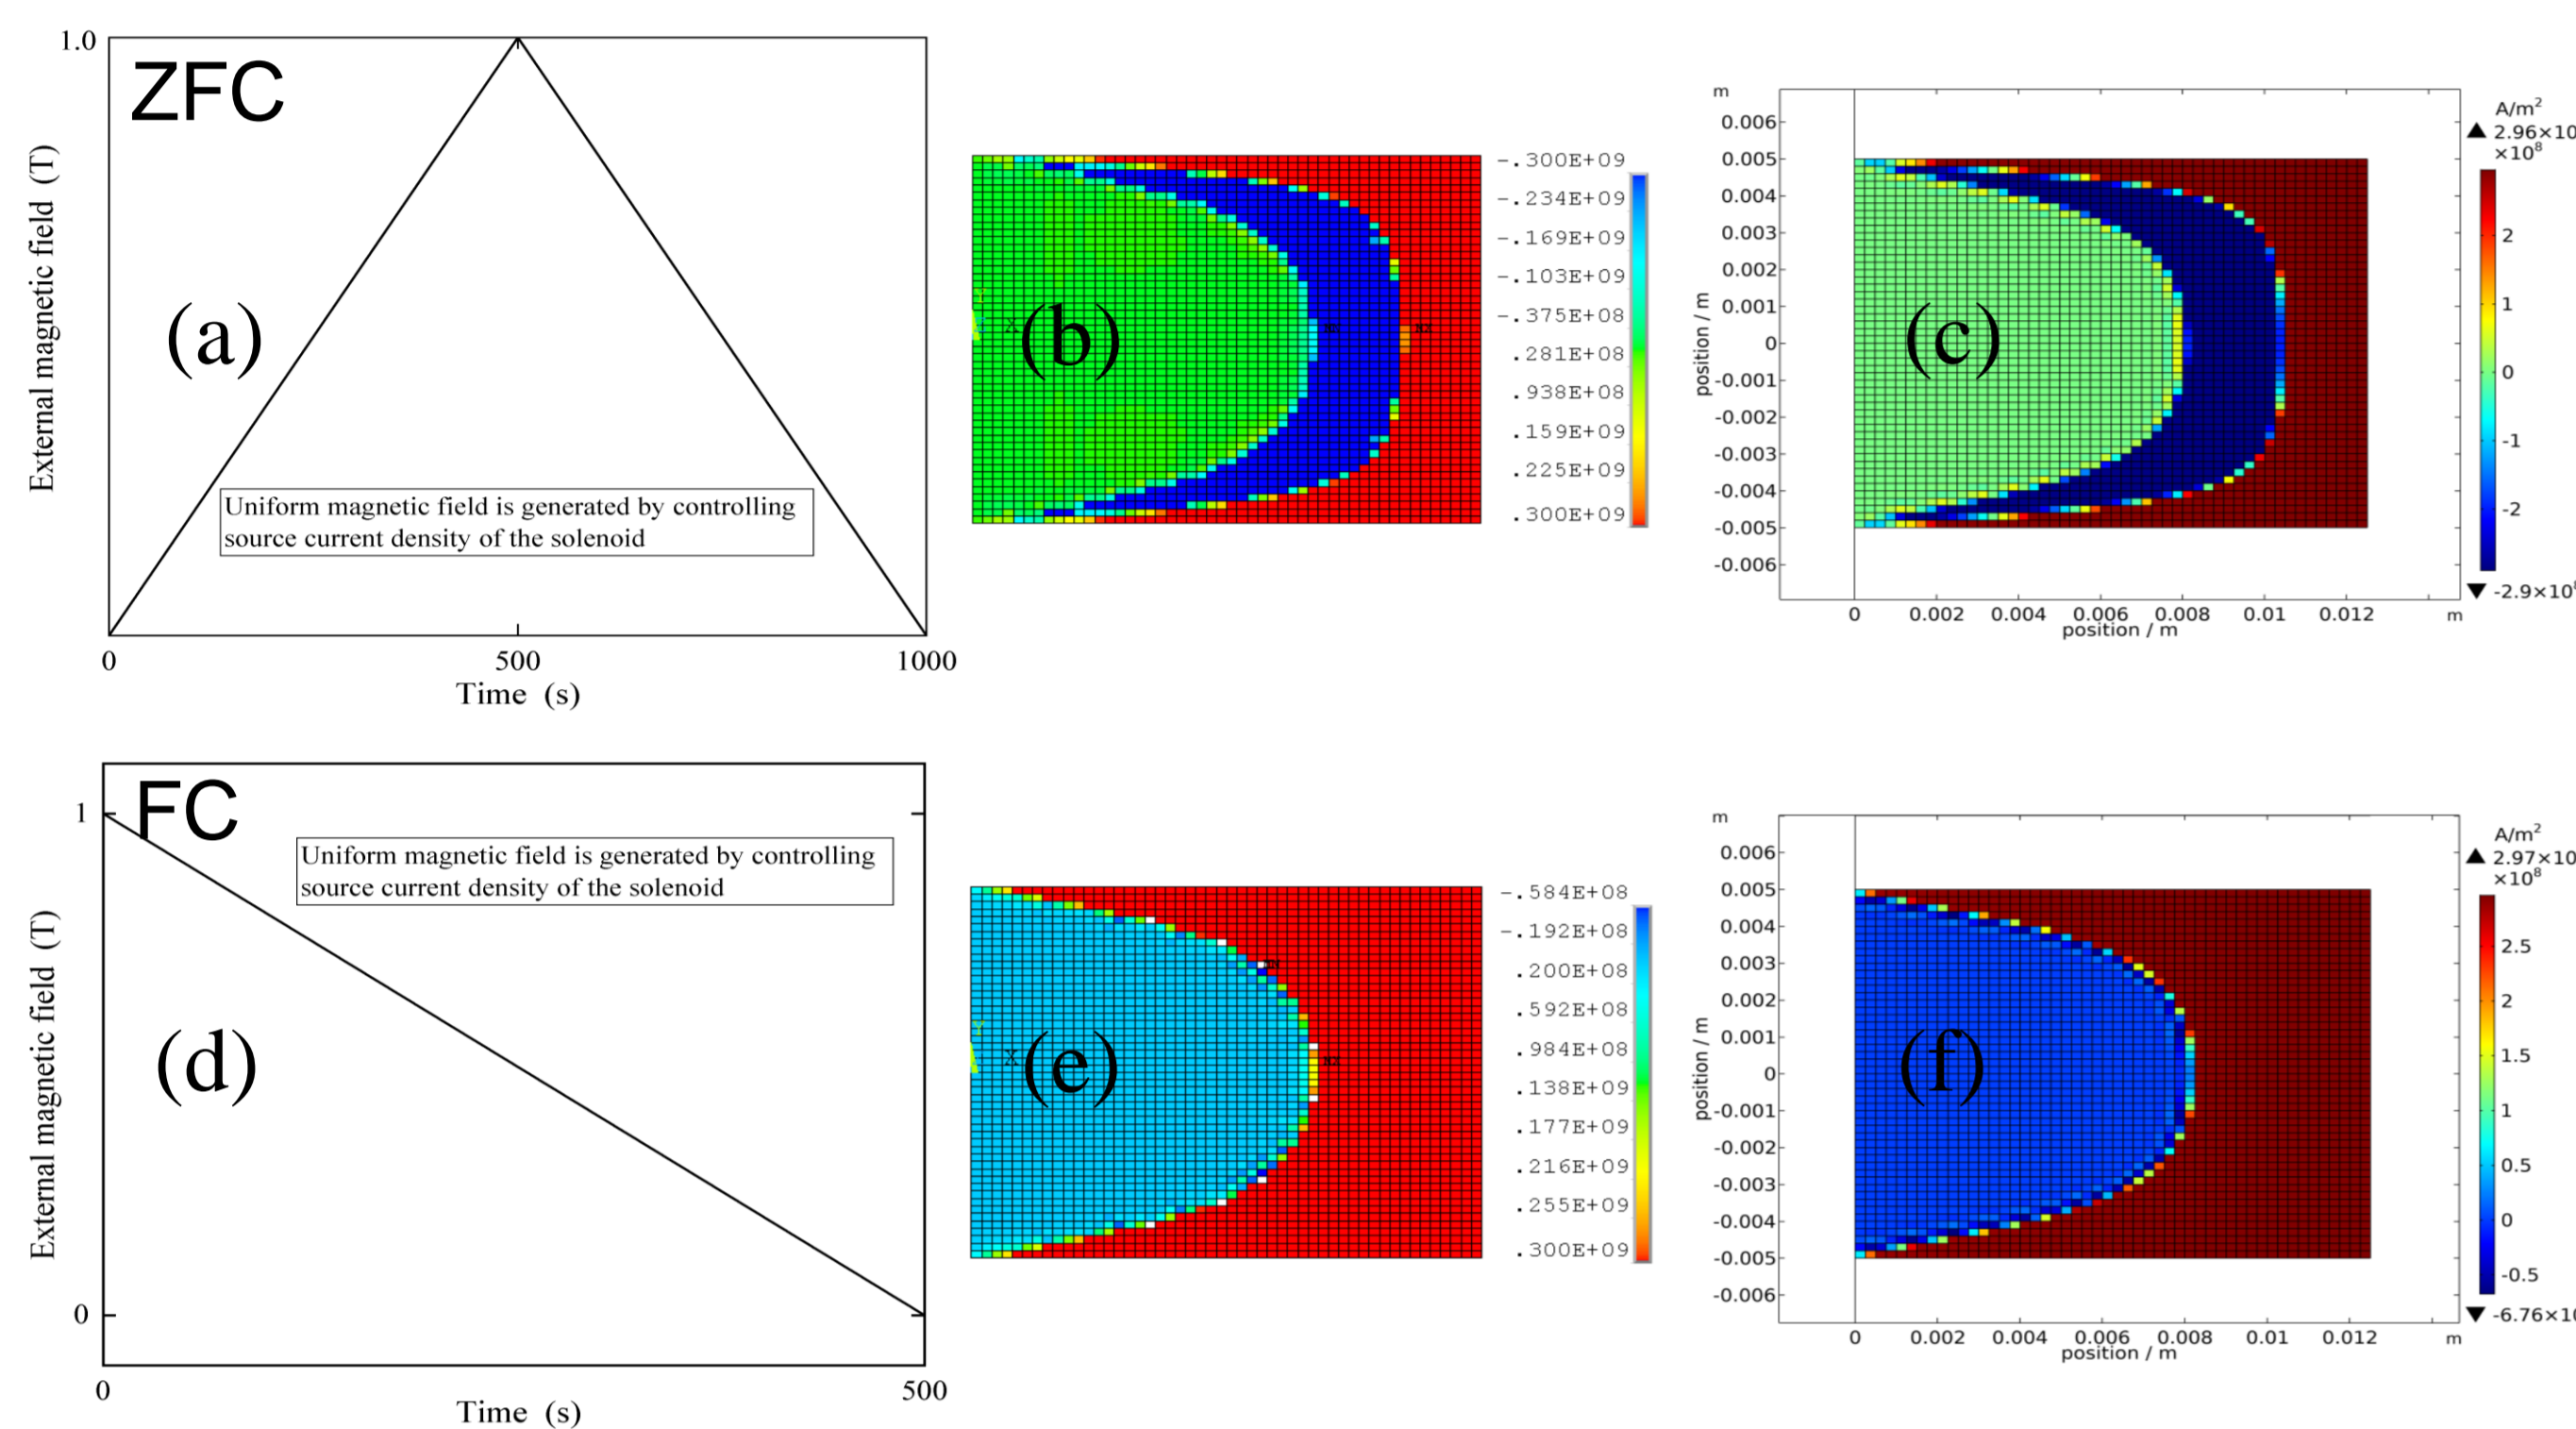 1.0
ZFC
External magnetic field (T)
(a)
Uniform magnetic field is generated by controlling
source current density of the solenoid
0
500
1000
Time (s)
Y
X
(b)
MX
-.300E+09
-.234E+09
-.169E+09
-.103E+09
-.375E+08
.281E+08
.938E+08
.159E+09
.225E+09
.300E+09
m
0.006
0.005
0.004
0.003
0.002
0.001
0
-0.001
-0.002
-0.003
-0.004
-0.005
-0.006
position / m
(c)
0
0.002
0.004
0.006
0.008
0.01
0.012
m
position / m
A/m²
▲ 2.96×10
×10⁸
2
1
0
-1
-2
▼ -2.9×10⁸
1
FC
External magnetic field (T)
Uniform magnetic field is generated by controlling
source current density of the solenoid
(d)
0
0
500
Time (s)
MN
Y
X
(e)
MX
-.584E+08
-.192E+08
.200E+08
.592E+08
.984E+08
.138E+09
.177E+09
.216E+09
.255E+09
.300E+09
m
0.006
0.005
0.004
0.003
0.002
0.001
0
-0.001
-0.002
-0.003
-0.004
-0.005
-0.006
position / m
(f)
0
0.002
0.004
0.006
0.008
0.01
0.012
m
position / m
A/m²
▲ 2.97×10
×10⁸
2.5
2
1.5
1
0.5
0
-0.5
▼ -6.76×10